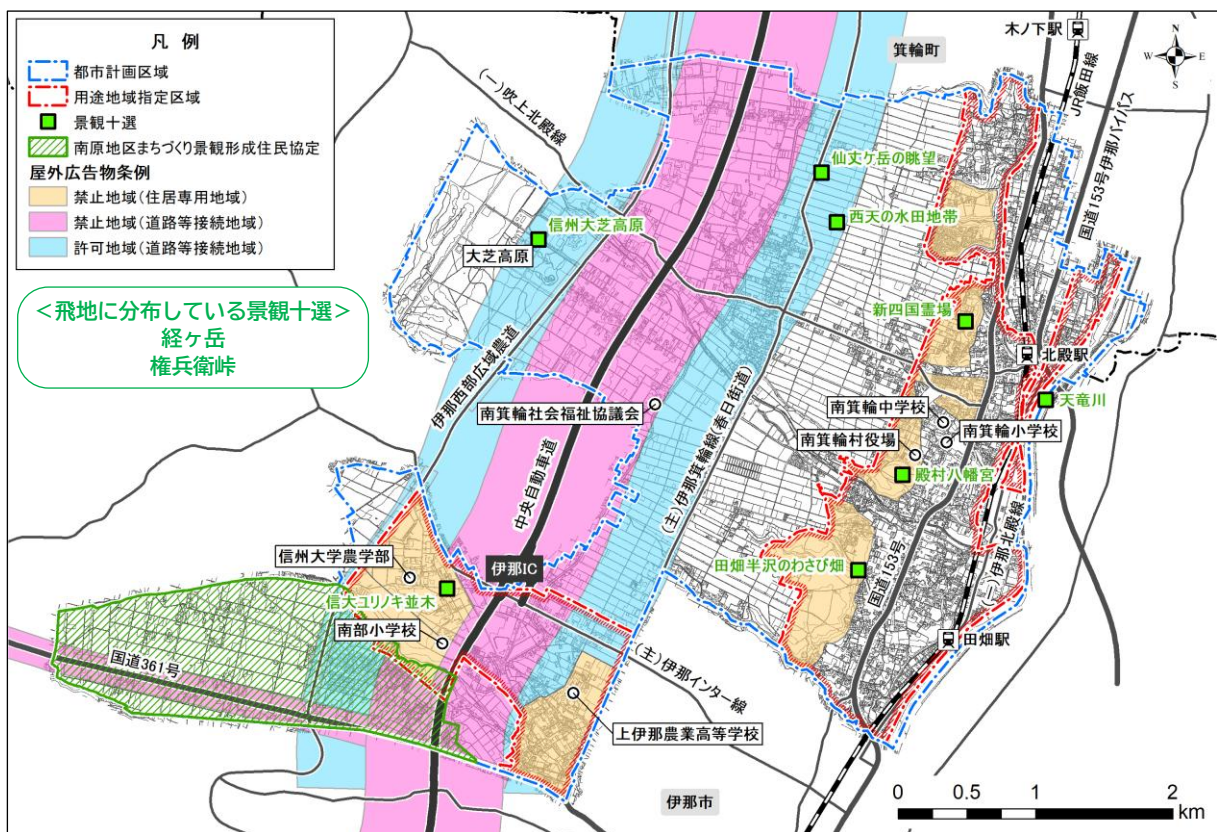 凡 例
都市計画区域
用途地域指定区域
景観十選
南原地区まちづくり景観形成住民協定
屋外広告物条例
禁止地域(住居専用地域)
禁止地域(道路等接続地域)
許可地域(道路等接続地域)
＜飛地に分布している景観十選＞
経ヶ岳
権兵衛峠
箕輪町
木ノ下駅
JR飯田線
国道153号伊那バイパス
N
W
E
S
(一)吹上北殿線
仙丈ケ岳の眺望
西天の水田地帯
信州大芝高原
大芝高原
新四国霊場
北殿駅
天竜川
伊那西部広域農道
南箕輪社会福祉協議会
中央自動車道
(主)伊那箕輪線(春日街道)
南箕輪中学校
南箕輪小学校
南箕輪村役場
殿村八幡宮
信州大学農学部
伊那IC
田畑半沢のわさび畑
国道153号
(一)伊那北殿線
信大ユリノキ並木
南部小学校
田畑駅
国道361号
(主)伊那インター線
上伊那農業高等学校
伊那市
0
0.5
1
2
km